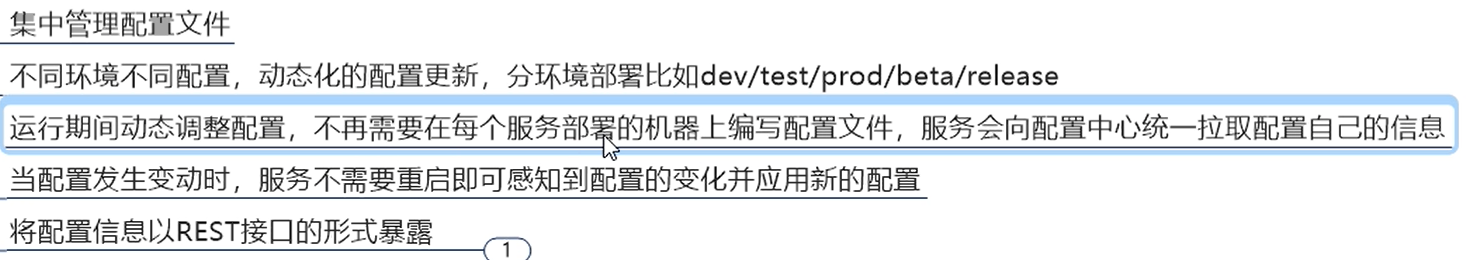 集中管理配置文件
不同环境不同配置，动态化的配置更新，分环境部署比如dev/test/prod/beta/release
运行期间动态调整配置，不再需要在每个服务部署的机器上编写配置文件，服务会向配置中心统一拉取配置自己的信息
当配置发生变动时，服务不需要重启即可感知到配置的变化并应用新的配置
将配置信息以REST接口的形式暴露
1